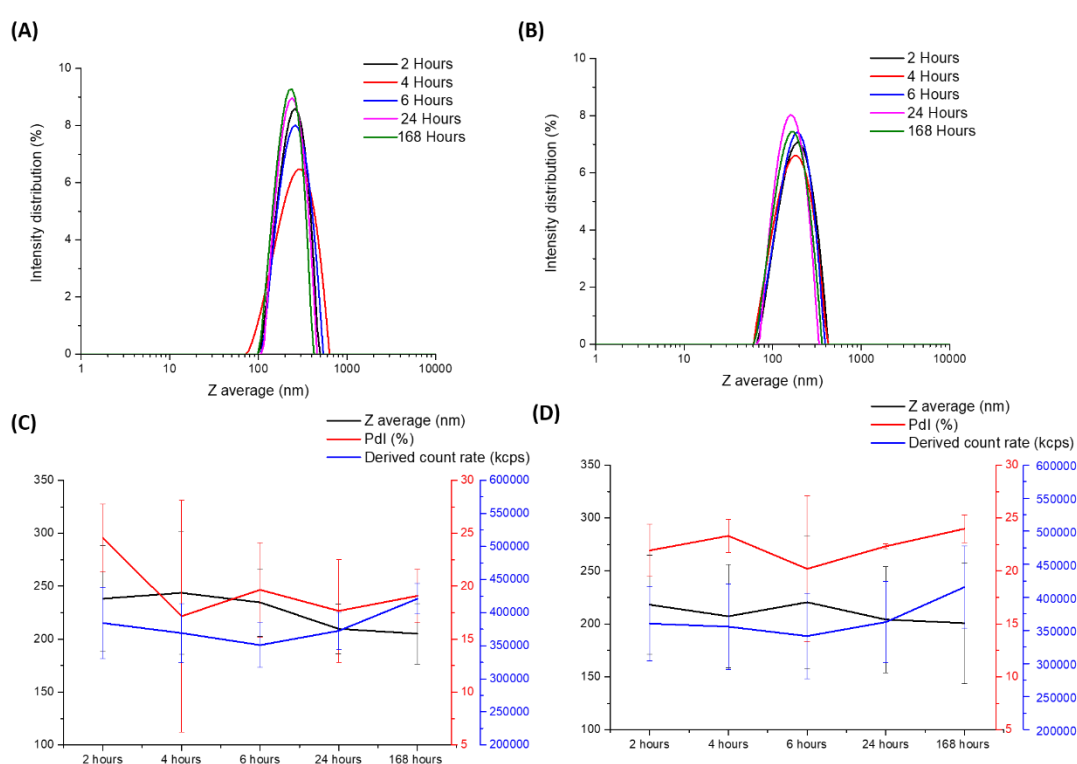 (A)
2 Hours
4 Hours
6 Hours
24 Hours
168 Hours
Intensity distribution (%)
10
8
6
4
2
0
1
10
100
1000
10000
Z average (nm)
(B)
2 Hours
4 Hours
6 Hours
24 Hours
168 Hours
Intensity distribution (%)
10
8
6
4
2
0
1
10
100
1000
10000
Z average (nm)
(C)
Z average (nm)
PdI (%)
Derived count rate (kcps)
350
300
250
200
150
100
30
25
20
15
10
5
600000
550000
500000
450000
400000
350000
300000
250000
200000
2 hours
4 hours
6 hours
24 hours
168 hours
(D)
Z average (nm)
PdI (%)
Derived count rate (kcps)
350
300
250
200
150
100
30
25
20
15
10
5
600000
550000
500000
450000
400000
350000
300000
250000
200000
2 hours
4 hours
6 hours
24 hours
168 hours